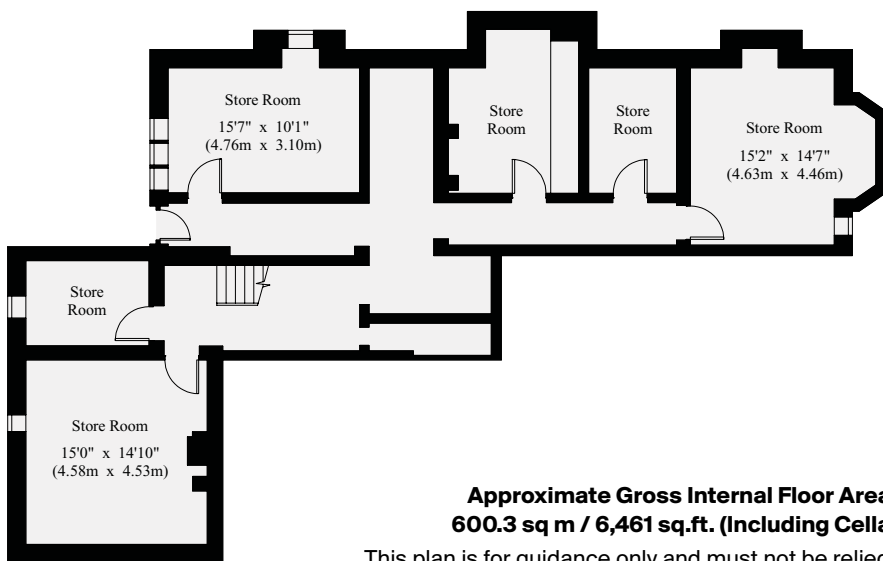 Store Room
15'7" x 10'1"
(4.76m x 3.10m)
Store
Room
Store
Room
Store Room
15'2" x 14'7"
(4.63m x 4.46m)
Store
Room
Store Room
15'0" x 14'10"
(4.58m x 4.53m)
Approximate Gross Internal Floor Area
600.3 sq m / 6,461 sq.ft. (Including Cella
This plan is for guidance only and must not be relied